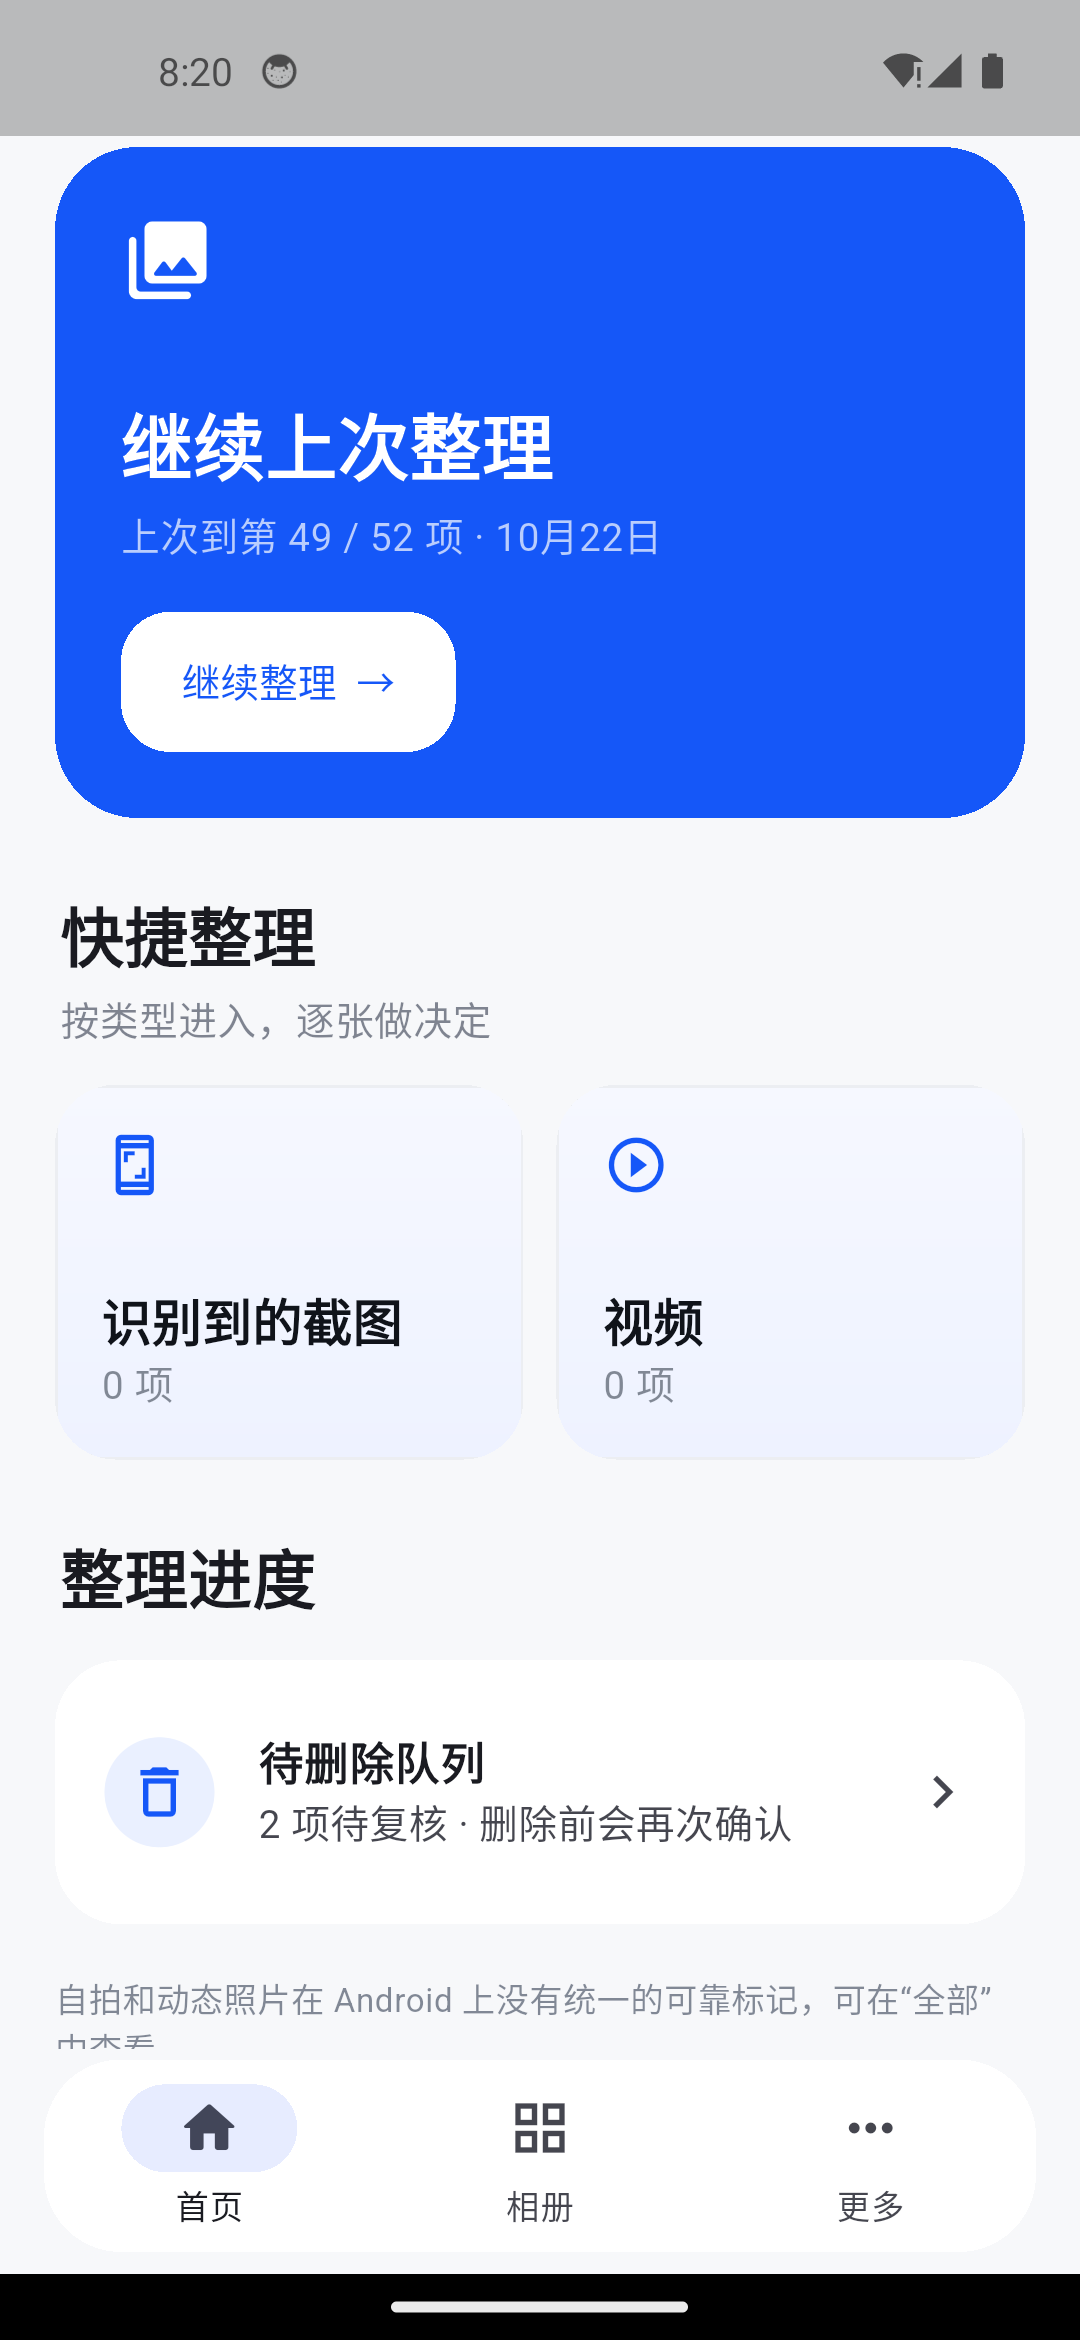 8:20
继续上次整理
上次到第 49 / 52 项 · 10月22日
继续整理 →
快捷整理
按类型进入，逐张做决定
识别到的截图
0 项
视频
0 项
整理进度
待删除队列
2 项待复核 · 删除前会再次确认
自拍和动态照片在 Android 上没有统一的可靠标记，可在“全部”
中查看
首页
相册
更多